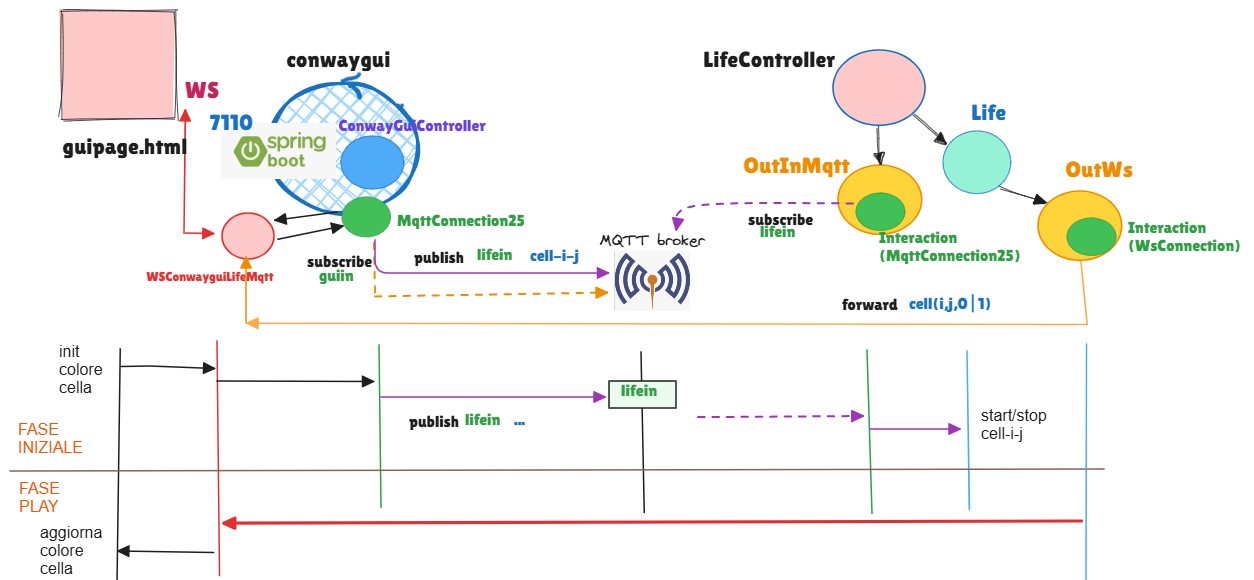 conwaygui
LifeController
WS
7110
ConwayGuiController
Life
spring
boot
guipage.html
OutInMqtt
OutWs
MqttConnection25
subscribe
lifein
Interaction
(MqttConnection25)
Interaction
(WsConnection)
MQTT broker
WSConwayguiLifeMqtt
subscribe
guiin
publish lifein cell-i-j
forward cell(i,j,0|1)
init
colore
cella
lifein
publish lifein ...
start/stop
cell-i-j
FASE
INIZIALE
FASE
PLAY
aggiorna
colore
cella